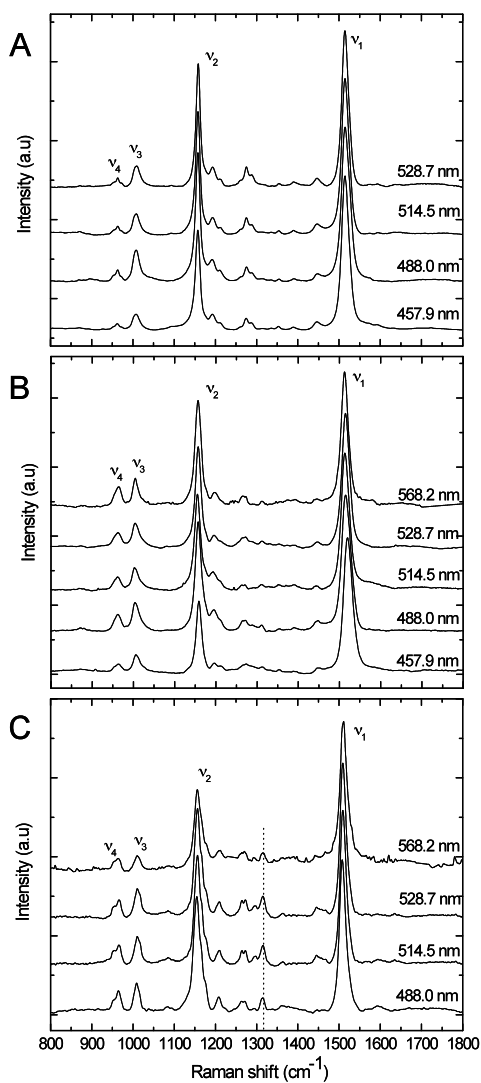 A
Intensity (a.u)
ν4
ν3
ν2
ν1
528.7 nm
514.5 nm
488.0 nm
457.9 nm
B
Intensity (a.u)
ν4
ν3
ν2
ν1
568.2 nm
528.7 nm
514.5 nm
488.0 nm
457.9 nm
C
Intensity (a.u)
ν4
ν3
ν2
ν1
568.2 nm
528.7 nm
514.5 nm
488.0 nm
800 900 1000 1100 1200 1300 1400 1500 1600 1700 1800
Raman shift (cm-1)